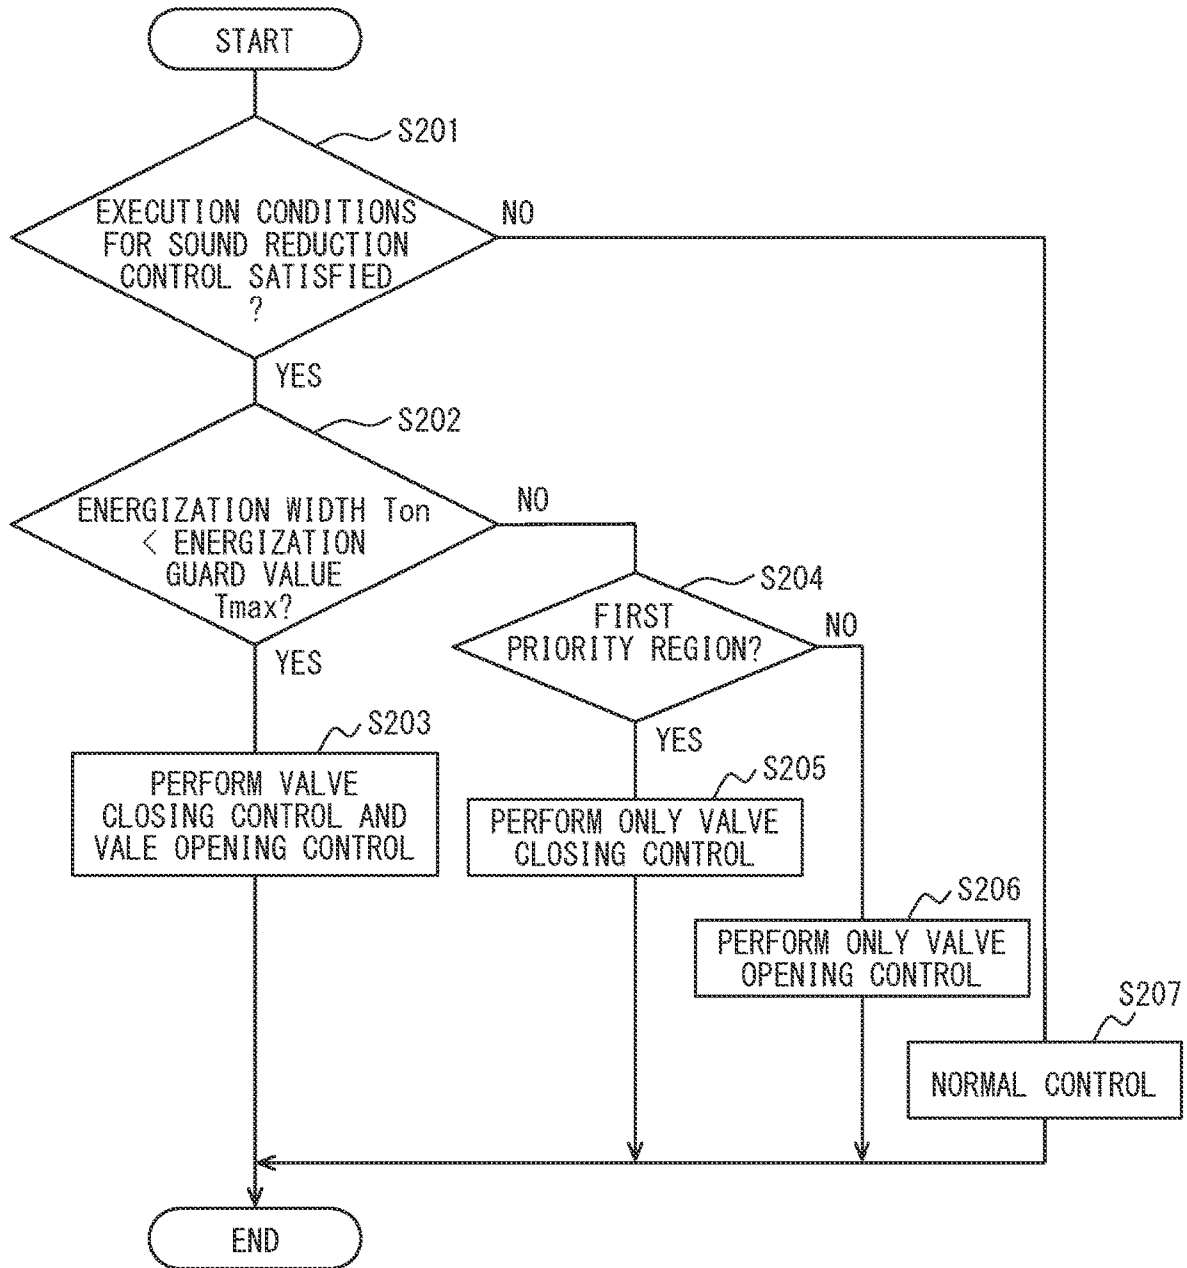 START
S201
EXECUTION CONDITIONS
FOR SOUND REDUCTION
CONTROL SATISFIED
?
NO
YES
S202
ENERGIZATION WIDTH Ton
< ENERGIZATION
GUARD VALUE
Tmax?
NO
YES
S204
FIRST
PRIORITY REGION?
NO
YES
S203
PERFORM VALVE
CLOSING CONTROL AND
VALE OPENING CONTROL
S205
PERFORM ONLY VALVE
CLOSING CONTROL
S206
PERFORM ONLY VALVE
OPENING CONTROL
S207
NORMAL CONTROL
END